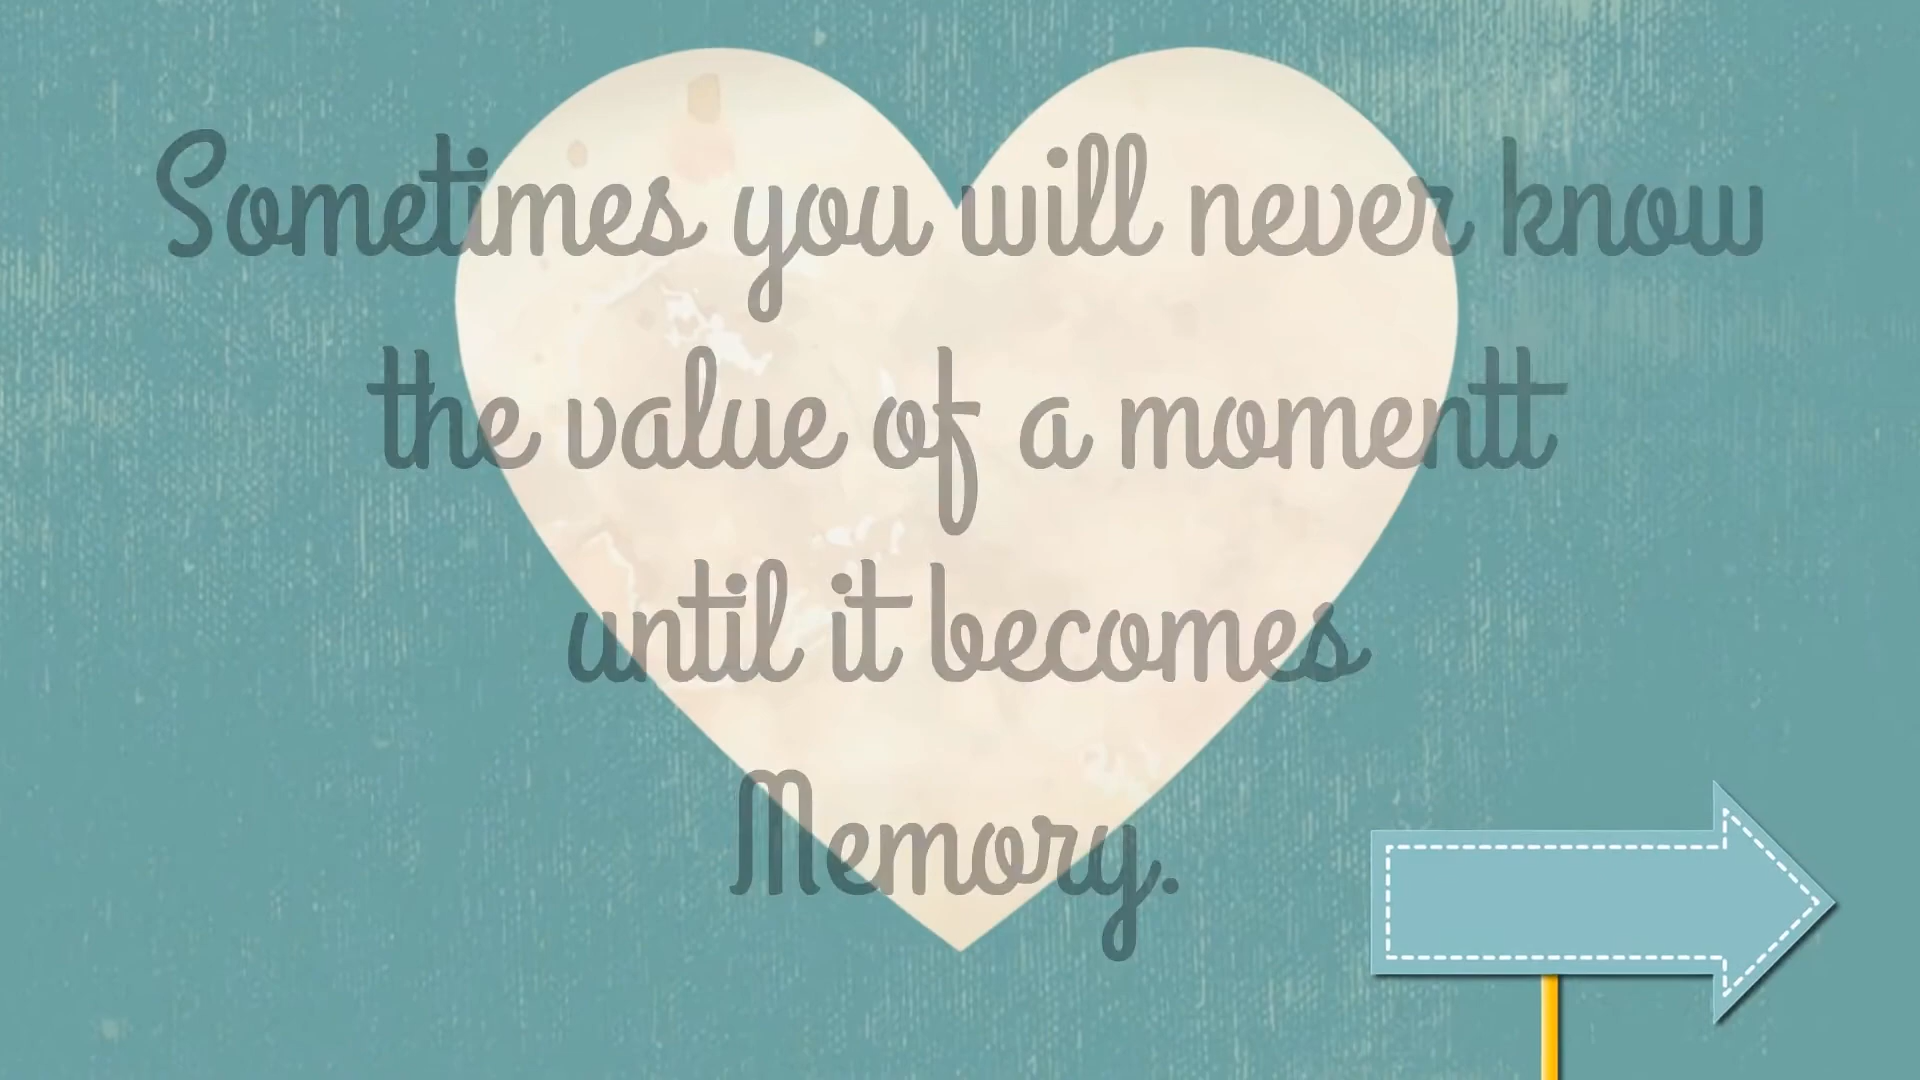 Sometimes you will never know
the value of a momentt
until it becomes
Memory.